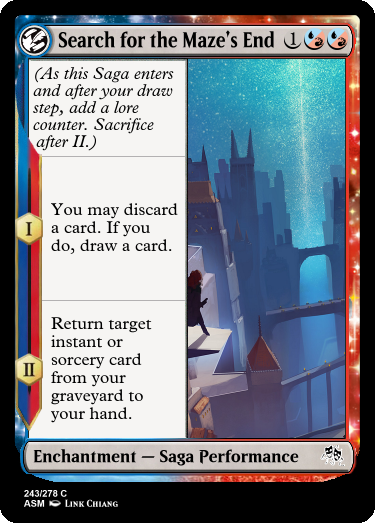 Search for the Maze's End 1
(As this Saga enters
and after your draw
step, add a lore
counter. Sacrifice
after II.)
I
You may discard
a card. If you
do, draw a card.
II
Return target
instant or
sorcery card
from your
graveyard to
your hand.
Enchantment — Saga Performance
243/278 C
ASM Link Chiang